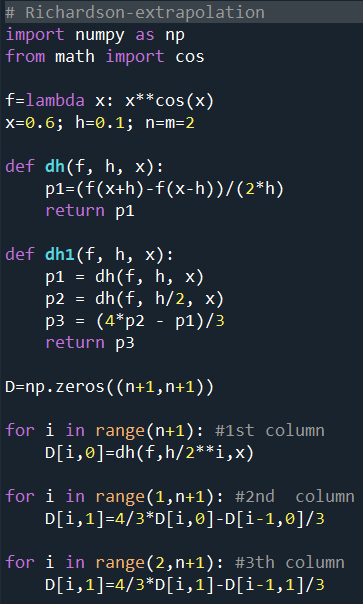 # Richardson-extrapolation
import numpy as np
from math import cos

f=lambda x: x**cos(x)
x=0.6; h=0.1; n=m=2

def dh(f, h, x):
    p1=(f(x+h)-f(x-h))/(2*h)
    return p1

def dh1(f, h, x):
    p1 = dh(f, h, x)
    p2 = dh(f, h/2, x)
    p3 = (4*p2 - p1)/3
    return p3

D=np.zeros((n+1,n+1))

for i in range(n+1): #1st column
    D[i,0]=dh(f,h/2**i,x)

for i in range(1,n+1): #2nd  column
    D[i,1]=4/3*D[i,0]-D[i-1,0]/3

for i in range(2,n+1): #3th column
    D[i,1]=4/3*D[i,1]-D[i-1,1]/3